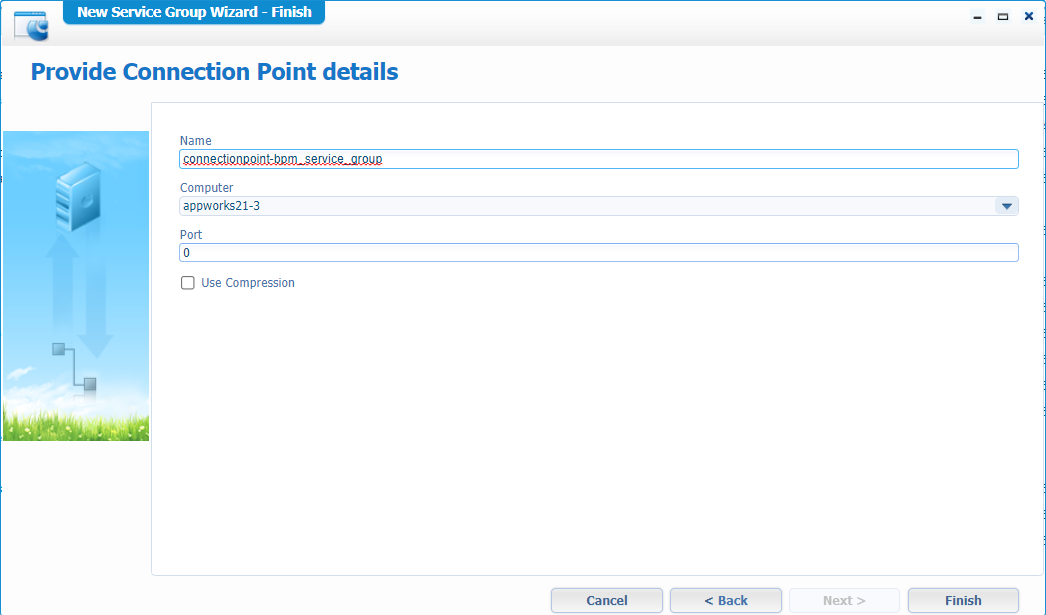 New Service Group Wizard - Finish
Provide Connection Point details
Name
connectionpoint-bpm_service_group
Computer
appworks21-3
Port
0
Use Compression
Cancel
< Back
Next >
Finish